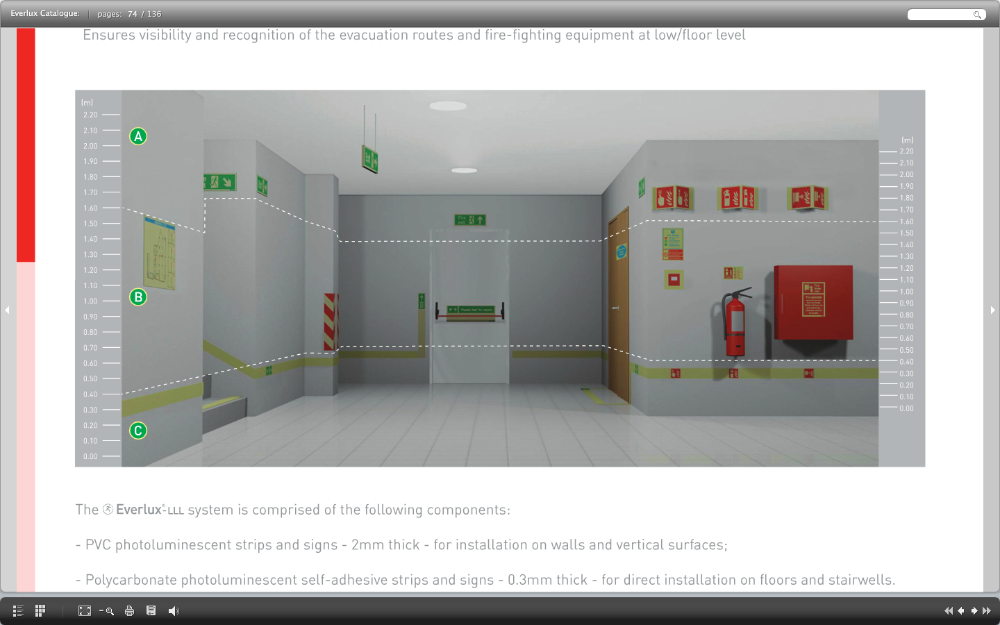 Everlux Catalogue:
pages: 74 / 136
Ensures visibility and recognition of the evacuation routes and fire-fighting equipment at low/floor level
(m)
2.20
2.10
2.00
1.90
1.80
1.70
1.60
1.50
1.40
1.30
1.20
1.10
1.00
0.90
0.80
0.70
0.60
0.50
0.40
0.30
0.20
0.10
0.00
A
B
C
Exit
Fire
exit
Fire
hose
reel
To operate
(m)
2.20
2.10
2.00
1.90
1.80
1.70
1.60
1.50
1.40
1.30
1.20
1.10
1.00
0.90
0.80
0.70
0.60
0.50
0.40
0.30
0.20
0.10
0.00
The Everlux®-LLL system is comprised of the following components:
- PVC photoluminescent strips and signs - 2mm thick - for installation on walls and vertical surfaces;
- Polycarbonate photoluminescent self-adhesive strips and signs - 0.3mm thick - for direct installation on floors and stairwells.